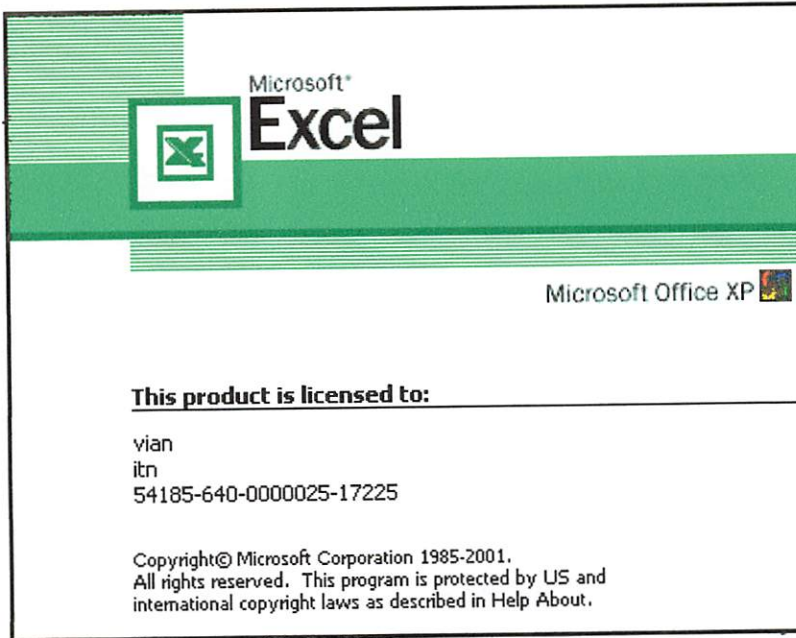 Microsoft®
Excel
Microsoft Office XP
This product is licensed to:
vian
itn
54185-640-0000025-17225
Copyright© Microsoft Corporation 1985-2001.
All rights reserved. This program is protected by US and
international copyright laws as described in Help About.